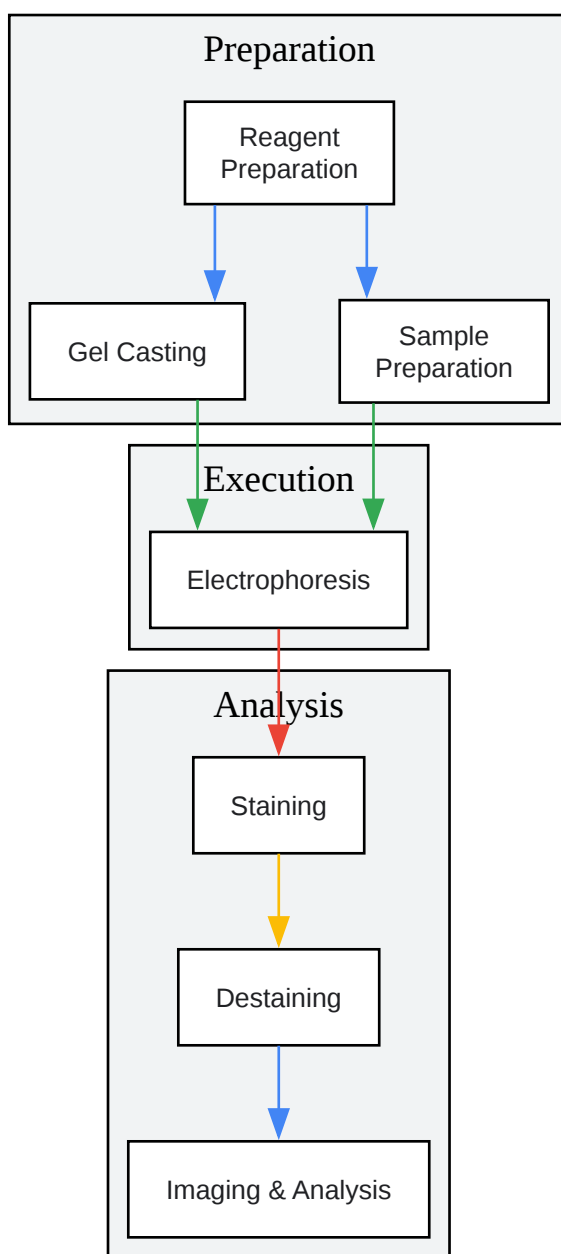 Preparation
Reagent
Preparation
Gel Casting
Sample
Preparation
Execution
Electrophoresis
Analysis
Staining
Destaining
Imaging & Analysis